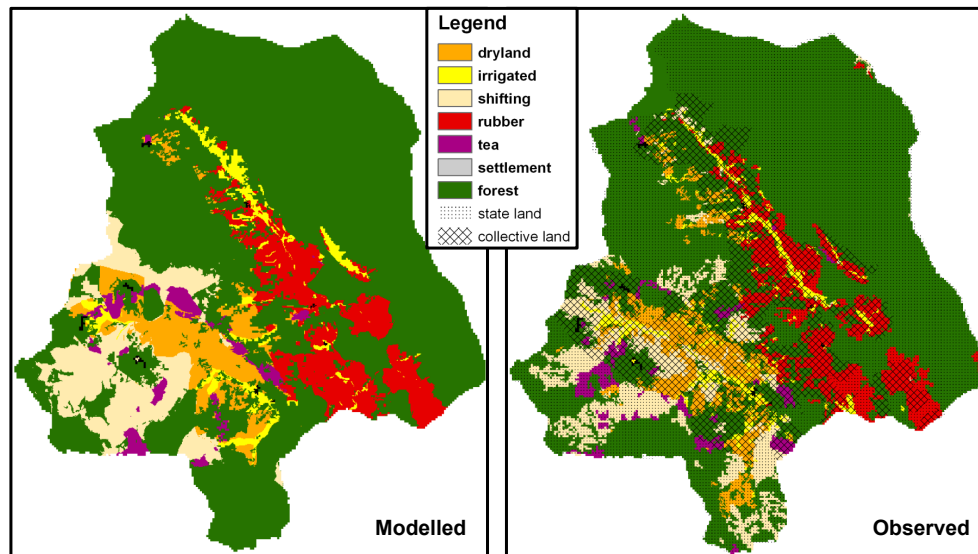 Legend
dryland
irrigated
shifting
rubber
tea
settlement
forest
state land
collective land
Modelled
Observed